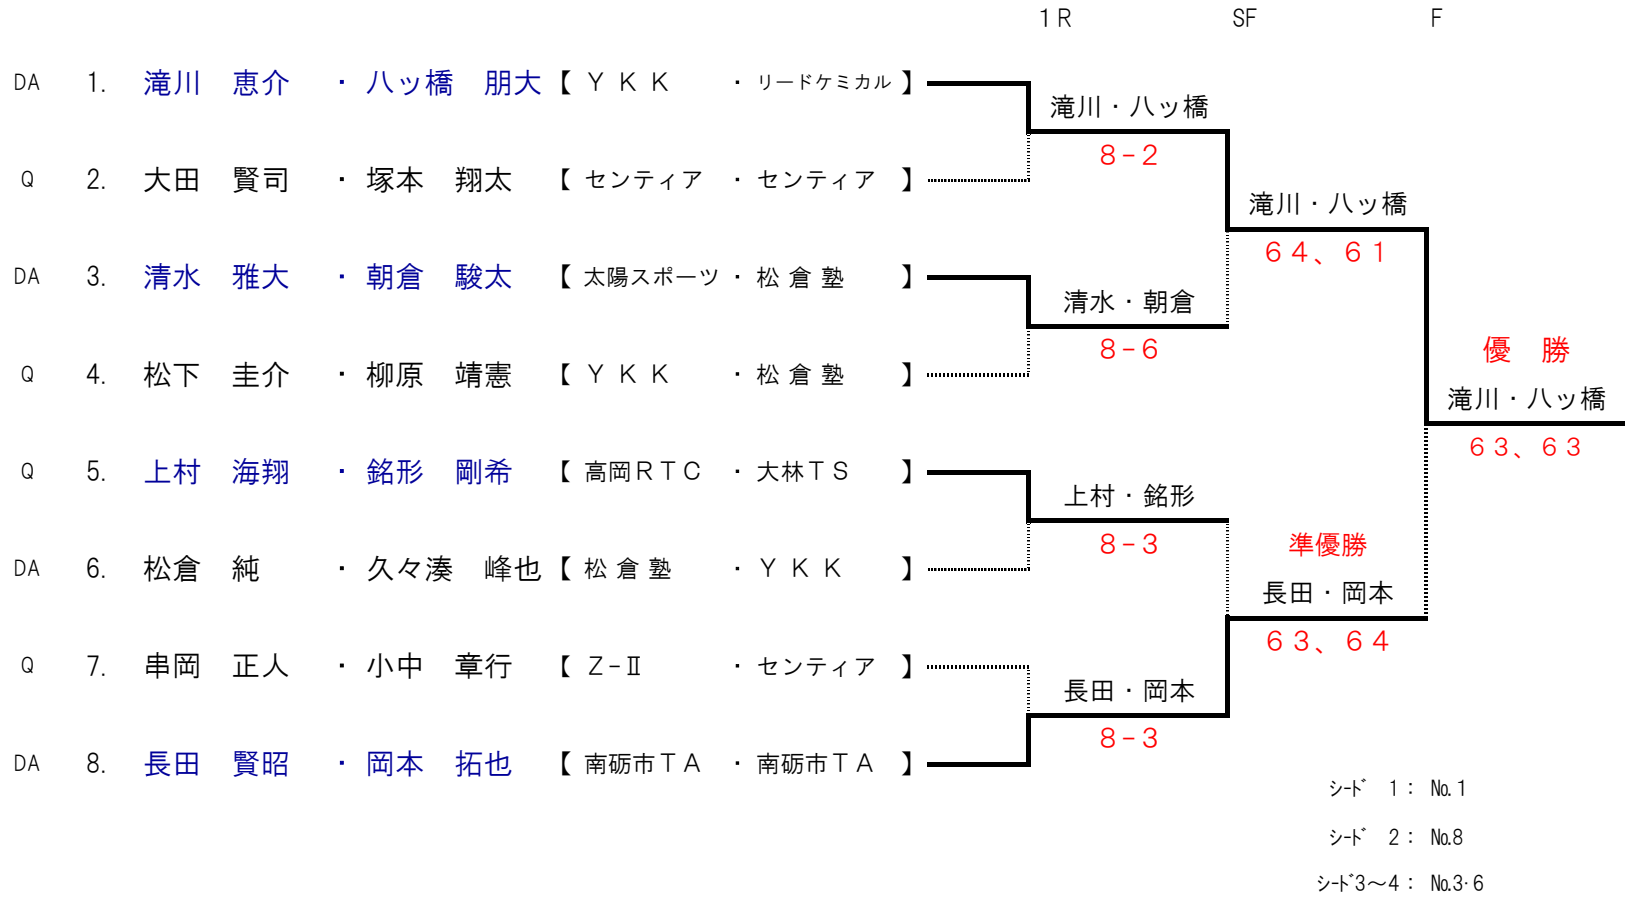 １Ｒ SF F
DA 1. 滝川　恵介 ・ 八ッ橋　朋大 【 ＹＫＫ ・ リードケミカル 】
滝川・八ッ橋
８−２
Q 2. 大田　賢司 ・ 塚本　翔太 【 センティア ・ センティア 】
滝川・八ッ橋
６４、６１
DA 3. 清水　雅大 ・ 朝倉　駿太 【 太陽スポーツ ・ 松倉塾 】
清水・朝倉
８−６
優　勝
Q 4. 松下　圭介 ・ 柳原　靖憲 【 ＹＫＫ ・ 松倉塾 】
滝川・八ッ橋
６３、６３
Q 5. 上村　海翔 ・ 銘形　剛希 【 高岡ＲＴＣ ・ 大林ＴＳ 】
上村・銘形
８−３
準優勝
DA 6. 松倉　純 ・ 久々湊　峰也 【 松倉塾 ・ ＹＫＫ 】
長田・岡本
６３、６４
Q 7. 串岡　正人 ・ 小中　章行 【 Ｚ−Ⅱ ・ センティア 】
長田・岡本
８−３
DA 8. 長田　賢昭 ・ 岡本　拓也 【 南砺市ＴＡ ・ 南砺市ＴＡ 】
ｼｰﾄﾞ　1： №1
ｼｰﾄﾞ　2： №8
ｼｰﾄﾞ3～4： №3･6